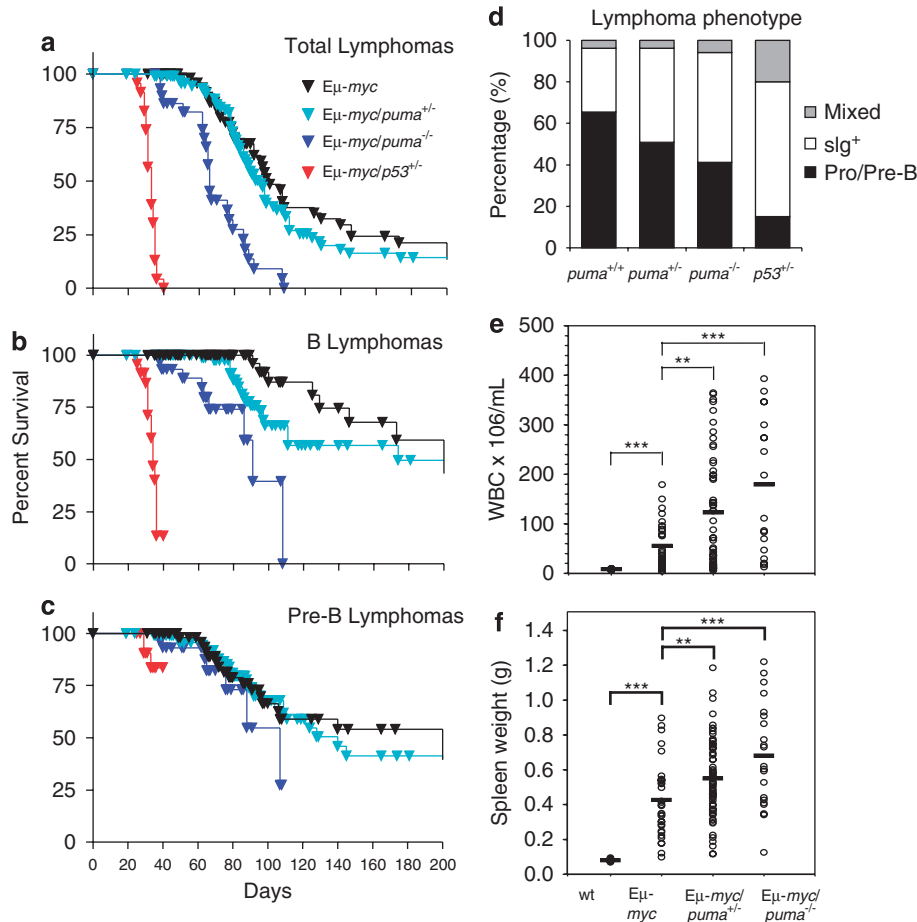 a
Total Lymphomas
100
75
50
25
0
Eμ-myc
Eμ-myc/puma+/-
Eμ-myc/puma-/-
Eμ-myc/p53+/-
b
B Lymphomas
100
75
50
25
0
Percent Survival
c
Pre-B Lymphomas
100
75
50
25
0 20 40 60 80 100 120 140 160 180 200
Days
d
Lymphoma phenotype
100
80
60
40
20
0
Percentage (%)
Mixed
sIg+
Pro/Pre-B
puma+/+ puma+/- puma-/- p53+/-
e
500
400
300
200
100
0
WBC x 106/mL
***
**
***
f
1.4
1.2
1.0
0.8
0.6
0.4
0.2
0.0
Spleen weight (g)
***
**
***
wt Eμ- Eμ-myc/ Eμ-myc/
myc puma+/- puma-/-